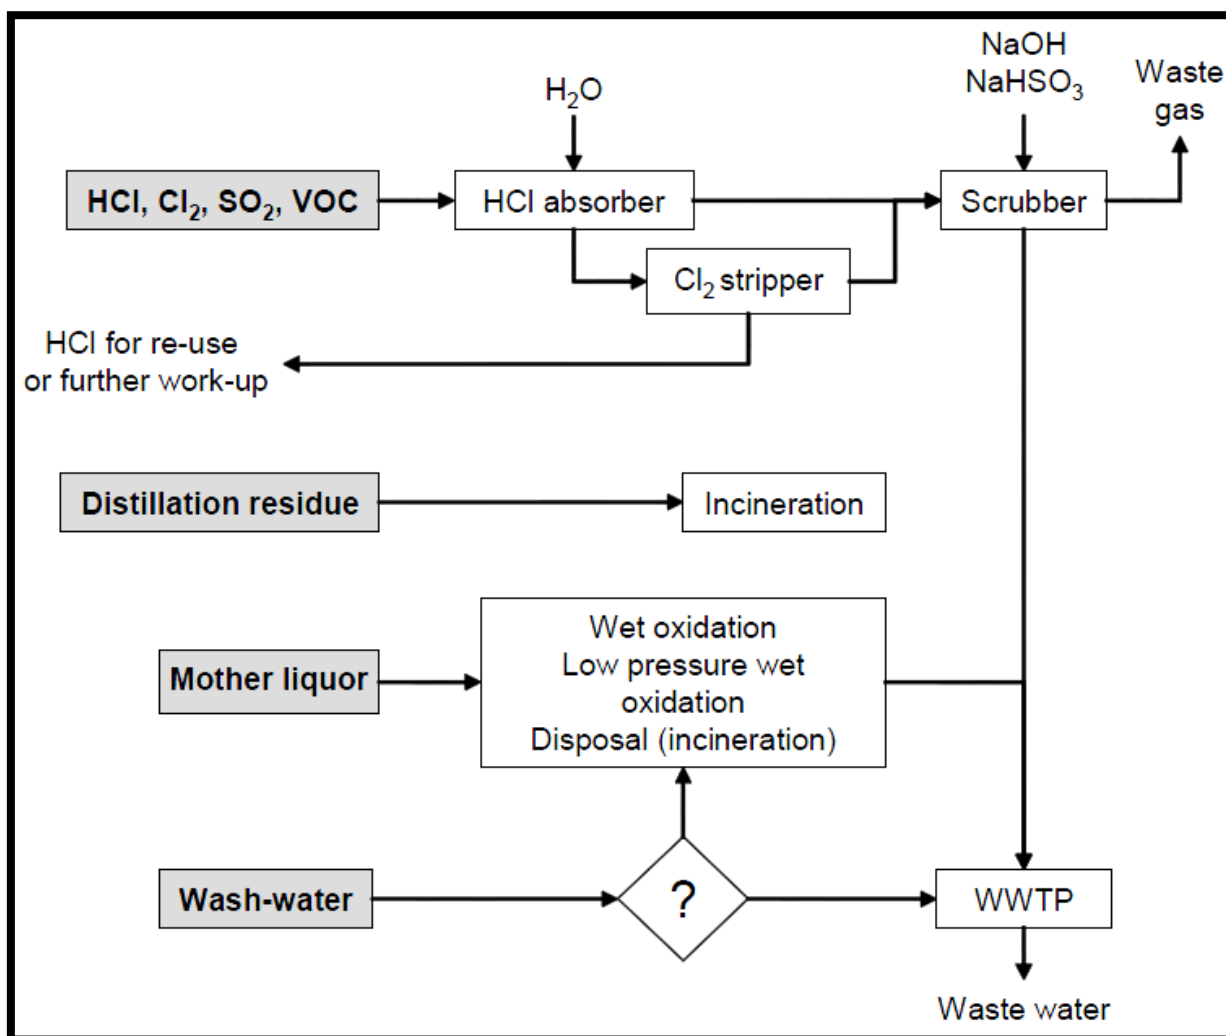 NaOH
NaHSO₃
Waste
gas
H₂O
HCl, Cl₂, SO₂, VOC
HCl absorber
Scrubber
Cl₂ stripper
HCl for re-use
or further work-up
Distillation residue
Incineration
Wet oxidation
Low pressure wet
oxidation
Disposal (incineration)
Mother liquor
Wash-water
?
WWTP
Waste water